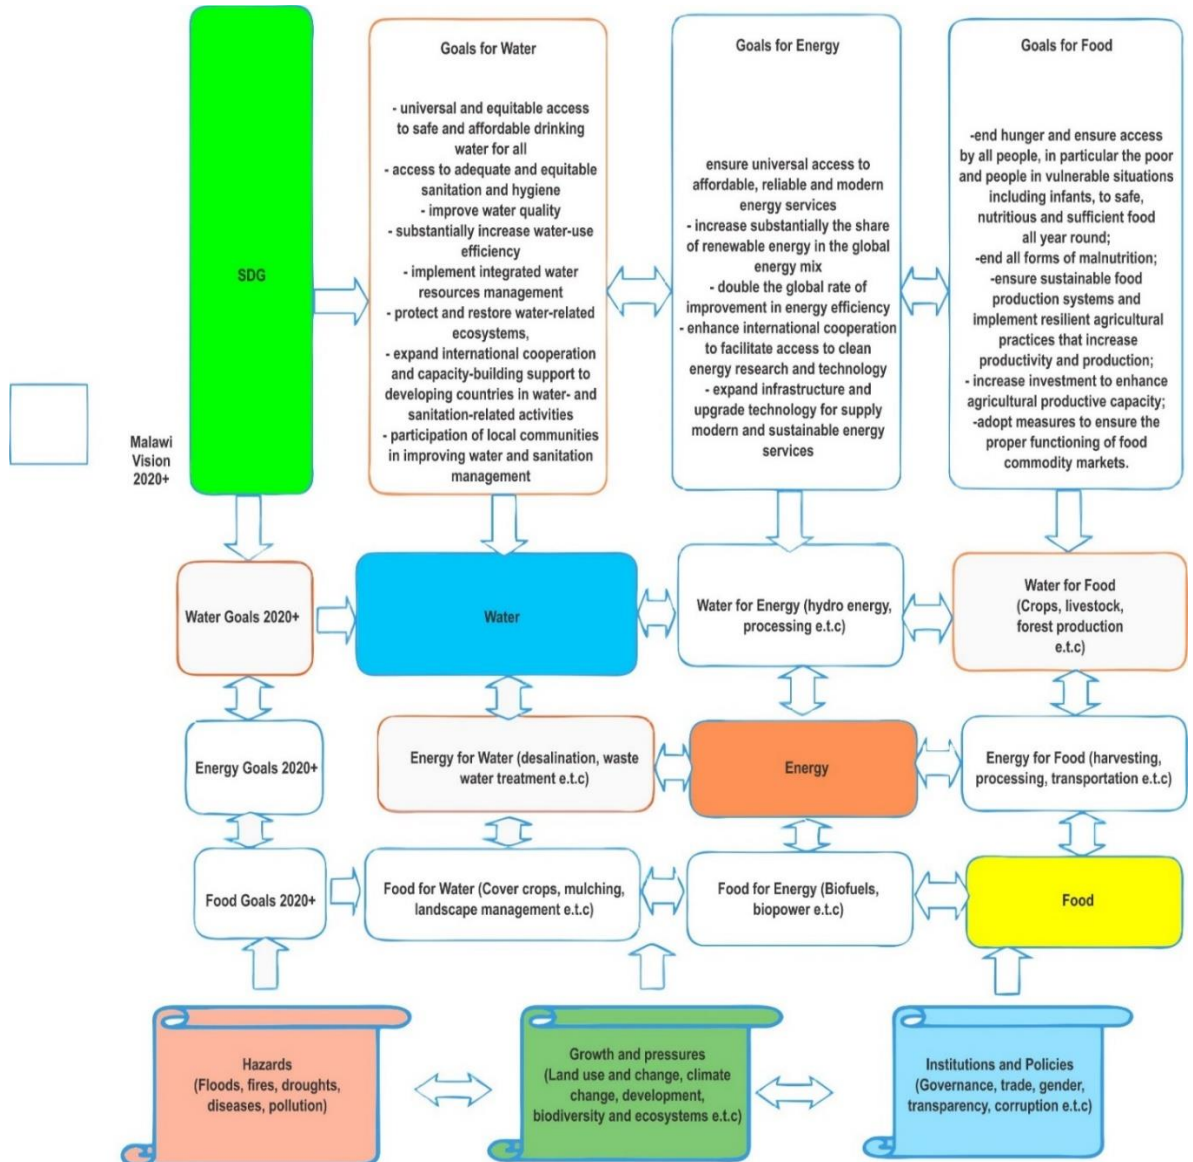 Goals for Water
- universal and equitable access
to safe and affordable drinking
water for all
- access to adequate and equitable
sanitation and hygiene
- improve water quality
- substantially increase water-use
efficiency
- implement integrated water
resources management
- protect and restore water-related
ecosystems,
- expand international cooperation
and capacity-building support to
developing countries in water- and
sanitation-related activities
- participation of local communities
in improving water and sanitation
management
Goals for Energy
ensure universal access to
affordable, reliable and modern
energy services
- increase substantially the share
of renewable energy in the global
energy mix
- double the global rate of
improvement in energy efficiency
- enhance international cooperation
to facilitate access to clean
energy research and technology
- expand infrastructure and
upgrade technology for supply
modern and sustainable energy
services
Goals for Food
-end hunger and ensure access
by all people, in particular the poor
and people in vulnerable situations
including infants, to safe,
nutritious and sufficient food
all year round;
-end all forms of malnutrition;
-ensure sustainable food
production systems and
implement resilient agricultural
practices that increase
productivity and production;
- increase investment to enhance
agricultural productive capacity;
-adopt measures to ensure the
proper functioning of food
commodity markets.
SDG
Malawi
Vision
2020+
Water Goals 2020+
Water
Water for Energy (hydro energy,
processing e.t.c)
Water for Food
(Crops, livestock,
forest production
e.t.c)
Energy Goals 2020+
Energy for Water (desalination, waste
water treatment e.t.c)
Energy
Energy for Food (harvesting,
processing, transportation e.t.c)
Food Goals 2020+
Food for Water (Cover crops, mulching,
landscape management e.t.c)
Food for Energy (Biofuels,
biopower e.t.c)
Food
Hazards
(Floods, fires, droughts,
diseases, pollution)
Growth and pressures
(Land use and change, climate
change, development,
biodiversity and ecosystems e.t.c)
Institutions and Policies
(Governance, trade, gender,
transparency, corruption e.t.c)